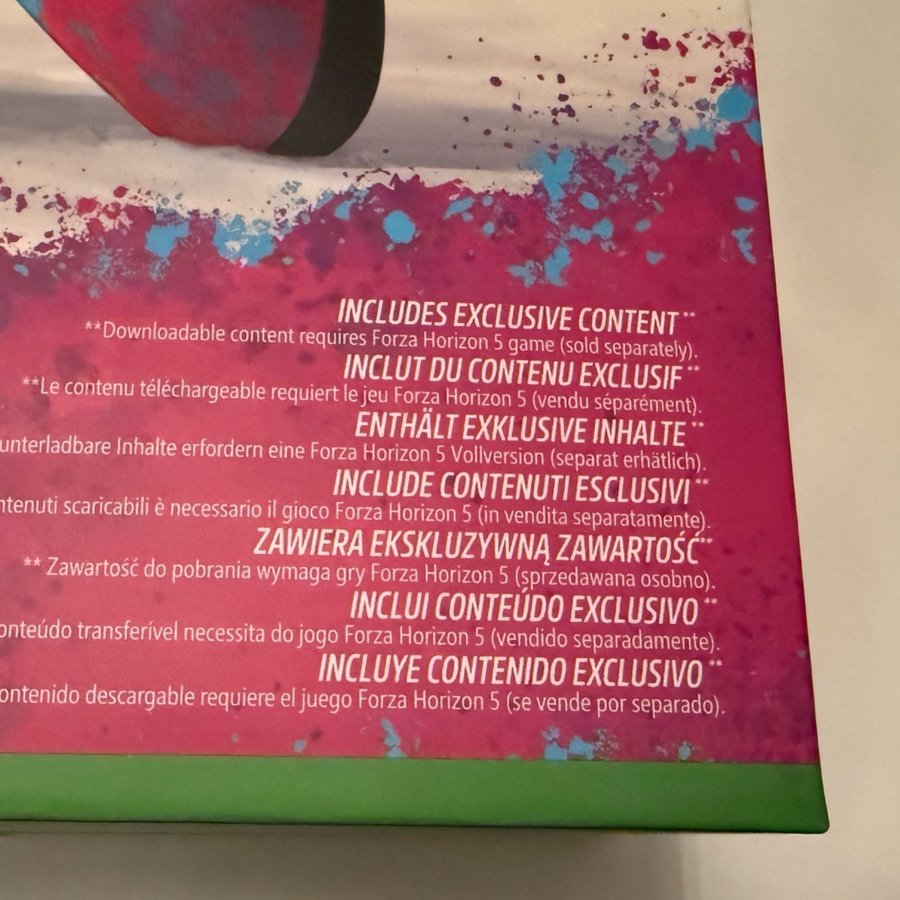 INCLUDES EXCLUSIVE CONTENT**
**Downloadable content requires Forza Horizon 5 game (sold separately).
INCLUT DU CONTENU EXCLUSIF**
**Le contenu téléchargeable requiert le jeu Forza Horizon 5 (vendu séparément).
ENTHÄLT EXKLUSIVE INHALTE**
unterladbare Inhalte erfordern eine Forza Horizon 5 Vollversion (separat erhätlich).
INCLUDE CONTENUTI ESCLUSIVI**
ntenuti scaricabili è necessario il gioco Forza Horizon 5 (in vendita separatamente).
ZAWIERA EKSKLUZYWNĄ ZAWARTOŚĆ**
** Zawartość do pobrania wymaga gry Forza Horizon 5 (sprzedawana osobno).
INCLUI CONTEÚDO EXCLUSIVO**
onteúdo transferível necessita do jogo Forza Horizon 5 (vendido separadamente).
INCLUYE CONTENIDO EXCLUSIVO**
ontenido descargable requiere el juego Forza Horizon 5 (se vende por separado).